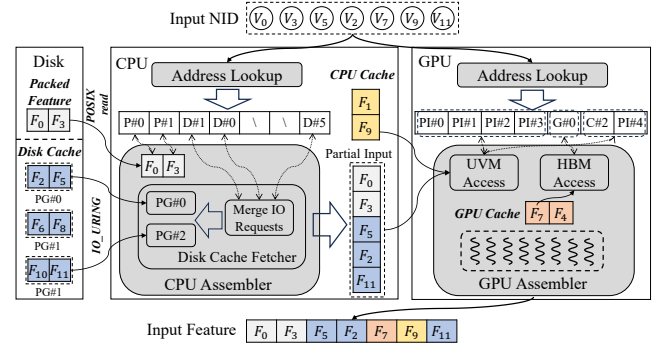 Input NID V0 V3 V5 V2 V7 V9 V11
Disk
Packed Feature
F0 F3
Disk Cache
F2 F5
PG#0
F6 F8
PG#1
F10 F11
PG#1
POSIX read
IO_URING
CPU
Address Lookup
P#0 P#1 D#1 D#0 \ \ D#5
F0 F3
PG#0
PG#2
Merge IO Requests
Disk Cache Fetcher
CPU Assembler
CPU Cache
F1
F9
Partial Input
F0
F3
F5
F2
F11
GPU
Address Lookup
PI#0 PI#1 PI#2 PI#3 G#0 C#2 PI#4
UVM Access
HBM Access
GPU Cache F7 F4
GPU Assembler
Input Feature F0 F3 F5 F2 F7 F9 F11